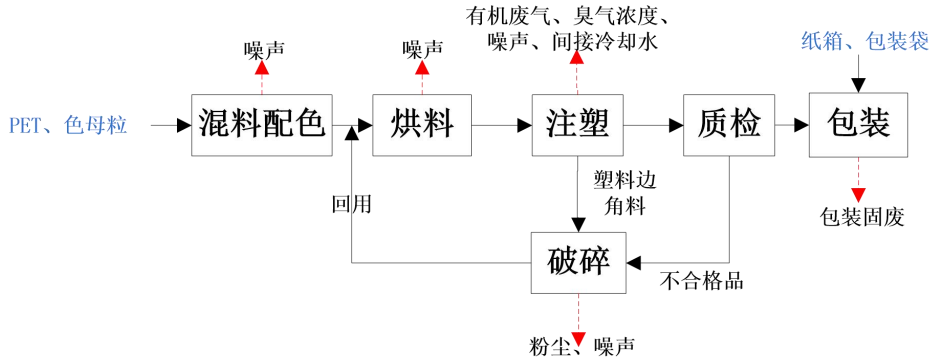 有机废气、臭气浓度、
噪声、间接冷却水
噪声
噪声
纸箱、包装袋
PET、色母粒
混料配色
烘料
注塑
质检
包装
塑料边
角料
回用
包装固废
破碎
不合格品
粉尘、噪声